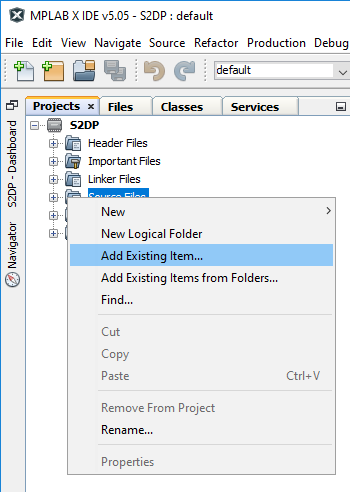 MPLAB X IDE v5.05 - S2DP : default
File Edit View Navigate Source Refactor Production Debug
default
Projects × Files Classes Services
S2DP - Dashboard
Navigator
S2DP
Header Files
Important Files
Linker Files
Source Files
New
New Logical Folder
Add Existing Item...
Add Existing Items from Folders...
Find...
Cut
Copy
Paste Ctrl+V
Remove From Project
Rename...
Properties